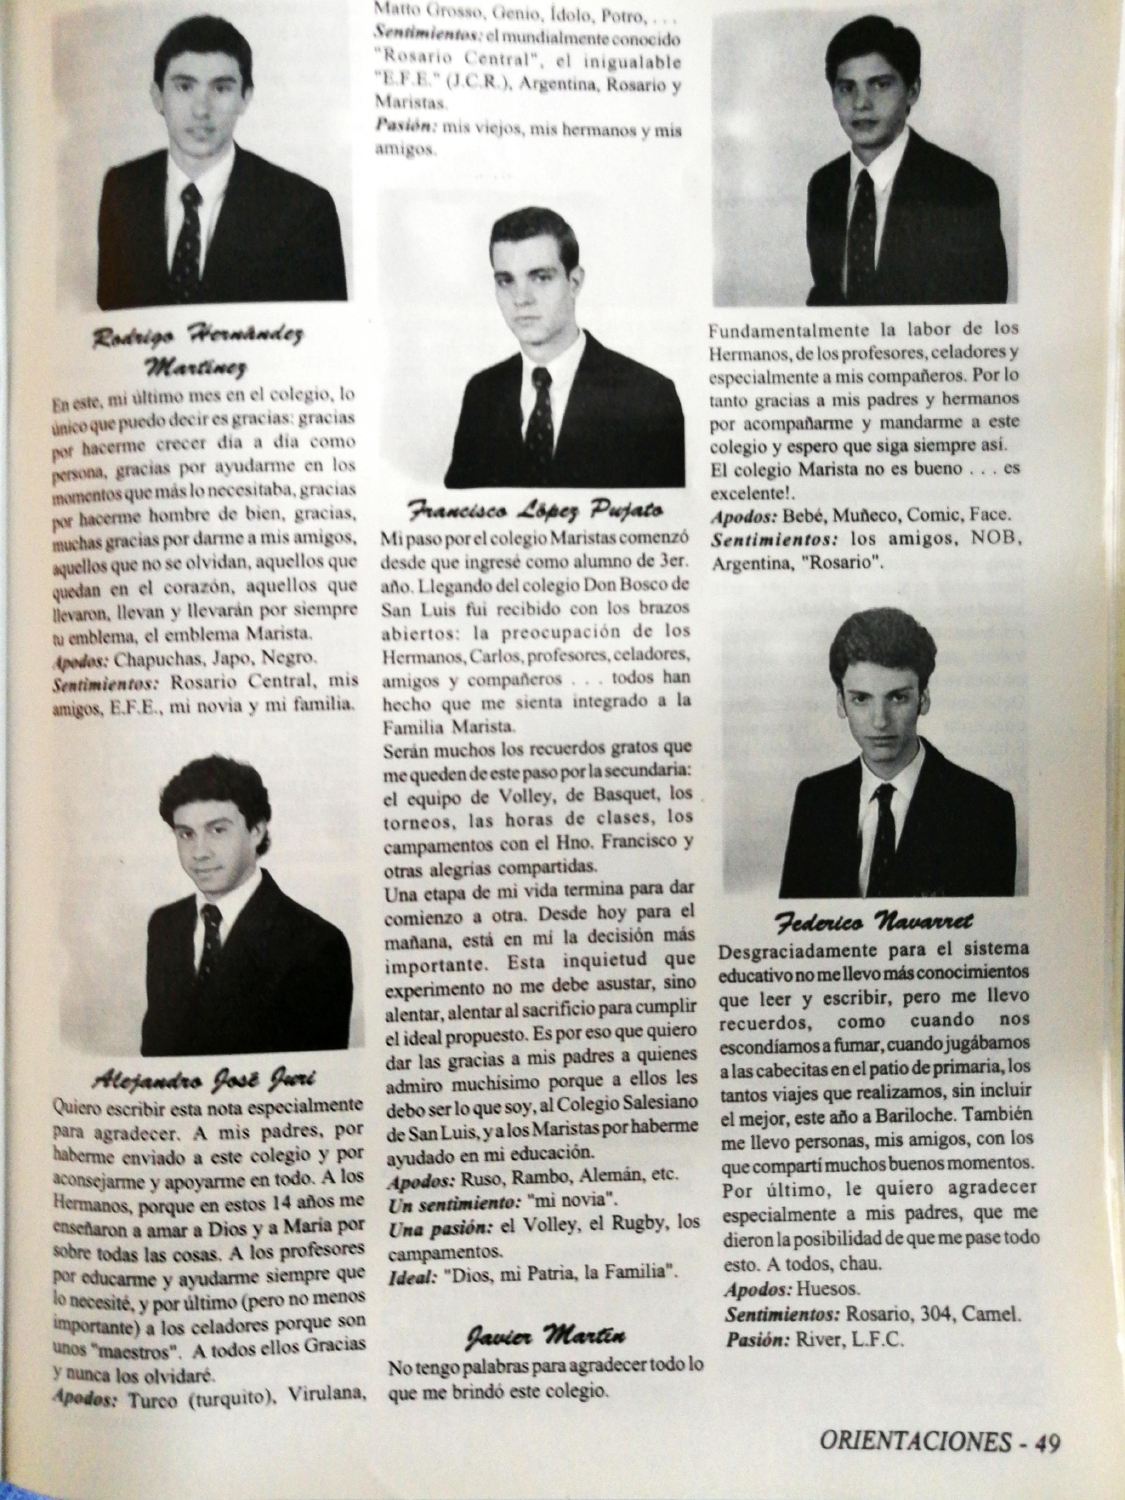 Rodrigo Hernández
Martínez
En este, mi último mes en el colegio, lo
único que puedo decir es gracias: gracias
por hacerme crecer día a día como
persona, gracias por ayudarme en los
momentos que más lo necesitaba, gracias
por hacerme hombre de bien, gracias,
muchas gracias por darme a mis amigos,
aquellos que no se olvidan, aquellos que
quedan en el corazón, aquellos que
llevaron, llevan y llevarán por siempre
tu emblema, el emblema Marista.
Apodos: Chapuchas, Japo, Negro.
Sentimientos: Rosario Central, mis
amigos, E.F.E., mi novia y mi familia.
Alejandro José Juri
Quiero escribir esta nota especialmente
para agradecer. A mis padres, por
haberme enviado a este colegio y por
aconsejarme y apoyarme en todo. A los
Hermanos, porque en estos 14 años me
enseñaron a amar a Dios y a María por
sobre todas las cosas. A los profesores
por educarme y ayudarme siempre que
lo necesité, y por último (pero no menos
importante) a los celadores porque son
unos "maestros". A todos ellos Gracias
y nunca los olvidaré.
Apodos: Turco (turquito), Virulana,
Matto Grosso, Genio, Ídolo, Potro, . . .
Sentimientos: el mundialmente conocido
"Rosario Central", el inigualable
"E.F.E." (J.C.R.), Argentina, Rosario y
Maristas.
Pasión: mis viejos, mis hermanos y mis
amigos.
Francisco López Pujato
Mi paso por el colegio Maristas comenzó
desde que ingresé como alumno de 3er.
año. Llegando del colegio Don Bosco de
San Luis fui recibido con los brazos
abiertos: la preocupación de los
Hermanos, Carlos, profesores, celadores,
amigos y compañeros . . . todos han
hecho que me sienta integrado a la
Familia Marista.
Serán muchos los recuerdos gratos que
me queden de este paso por la secundaria:
el equipo de Volley, de Basquet, los
torneos, las horas de clases, los
campamentos con el Hno. Francisco y
otras alegrías compartidas.
Una etapa de mi vida termina para dar
comienzo a otra. Desde hoy para el
mañana, está en mí la decisión más
importante. Esta inquietud que
experimento no me debe asustar, sino
alentar, alentar al sacrificio para cumplir
el ideal propuesto. Es por eso que quiero
dar las gracias a mis padres a quienes
admiro muchísimo porque a ellos les
debo ser lo que soy, al Colegio Salesiano
de San Luis, y a los Maristas por haberme
ayudado en mi educación.
Apodos: Ruso, Rambo, Alemán, etc.
Un sentimiento: "mi novia".
Una pasión: el Volley, el Rugby, los
campamentos.
Ideal: "Dios, mi Patria, la Familia".
Javier Martín
No tengo palabras para agradecer todo lo
que me brindó este colegio.
Fundamentalmente la labor de los
Hermanos, de los profesores, celadores y
especialmente a mis compañeros. Por lo
tanto gracias a mis padres y hermanos
por acompañarme y mandarme a este
colegio y espero que siga siempre así.
El colegio Marista no es bueno . . . es
excelente!.
Apodos: Bebé, Muñeco, Comic, Face.
Sentimientos: los amigos, NOB,
Argentina, "Rosario".
Federico Navarret
Desgraciadamente para el sistema
educativo no me llevo más conocimientos
que leer y escribir, pero me llevo
recuerdos, como cuando nos
escondíamos a fumar, cuando jugábamos
a las cabecitas en el patio de primaria, los
tantos viajes que realizamos, sin incluir
el mejor, este año a Bariloche. También
me llevo personas, mis amigos, con los
que compartí muchos buenos momentos.
Por último, le quiero agradecer
especialmente a mis padres, que me
dieron la posibilidad de que me pase todo
esto. A todos, chau.
Apodos: Huesos.
Sentimientos: Rosario, 304, Camel.
Pasión: River, L.F.C.
ORIENTACIONES - 49